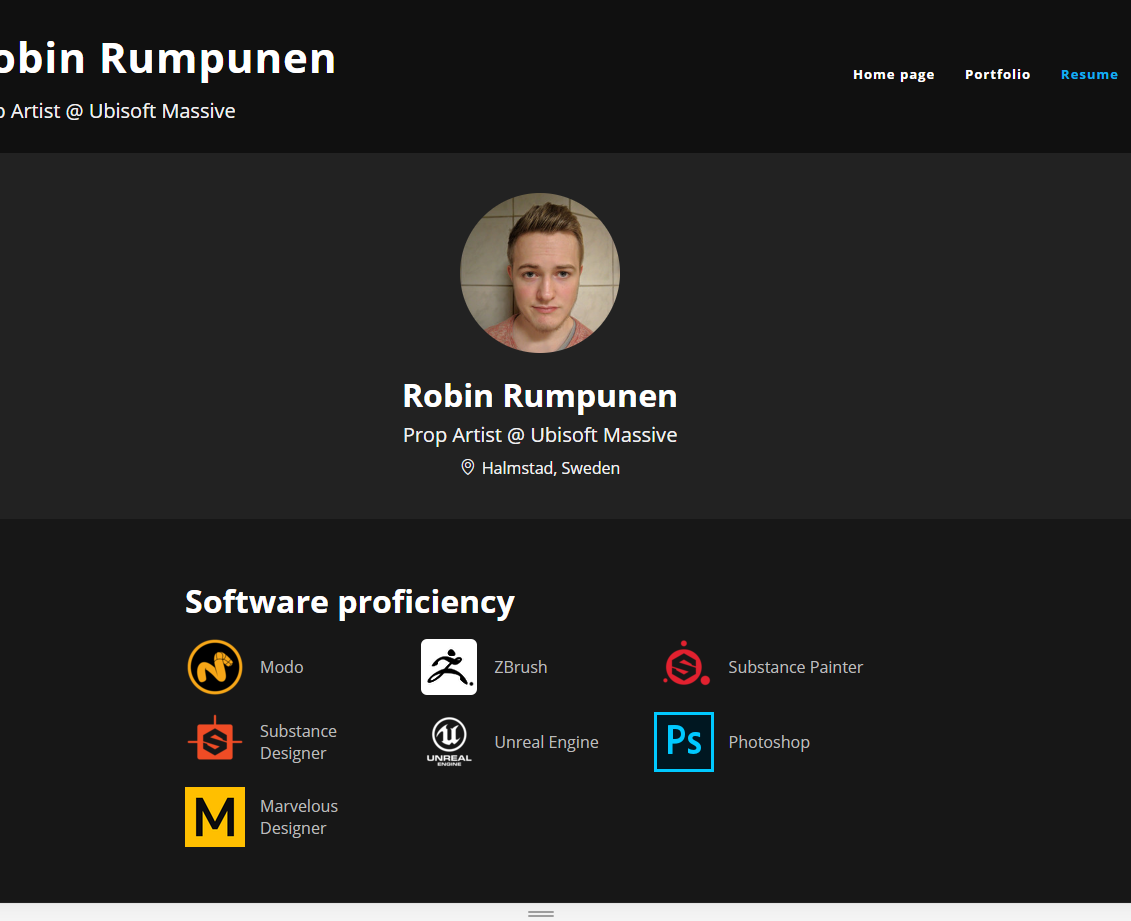 obin Rumpunen
Home page Portfolio Resume
Artist @ Ubisoft Massive
Robin Rumpunen
Prop Artist @ Ubisoft Massive
Halmstad, Sweden
Software proficiency
Modo
ZBrush
Substance Painter
Substance
Designer
UNREAL
ENGINE
Unreal Engine
Ps
Photoshop
M
Marvelous
Designer